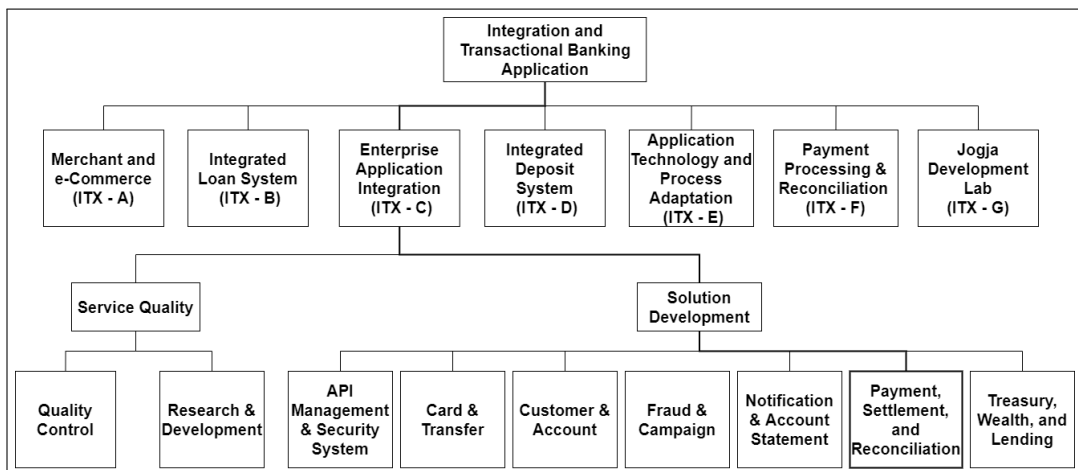 Integration and
Transactional Banking
Application
Merchant and
e-Commerce
(ITX - A)
Integrated
Loan System
(ITX - B)
Enterprise
Application
Integration
(ITX - C)
Integrated
Deposit
System
(ITX - D)
Application
Technology and
Process
Adaptation
(ITX - E)
Payment
Processing &
Reconciliation
(ITX - F)
Jogja
Development
Lab
(ITX - G)
Service Quality
Solution
Development
Quality
Control
Research &
Development
API
Management
& Security
System
Card &
Transfer
Customer &
Account
Fraud &
Campaign
Notification
& Account
Statement
Payment,
Settlement,
and
Reconciliation
Treasury,
Wealth, and
Lending